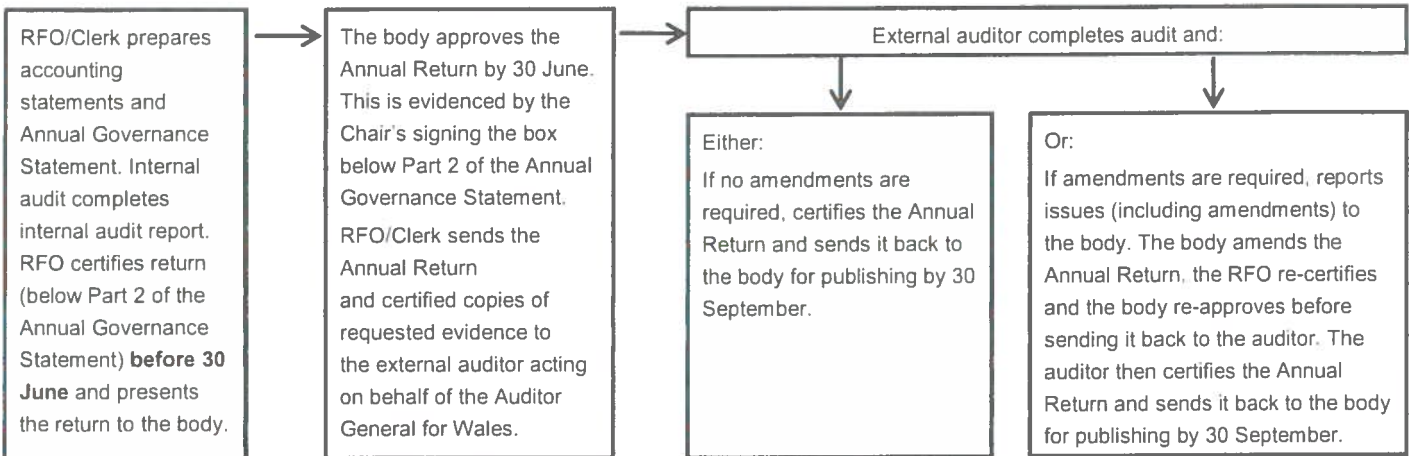 RFO/Clerk prepares
accounting
statements and
Annual Governance
Statement. Internal
audit completes
internal audit report.
RFO certifies return
(below Part 2 of the
Annual Governance
Statement) before 30
June and presents
the return to the body.
The body approves the
Annual Return by 30 June.
This is evidenced by the
Chair's signing the box
below Part 2 of the Annual
Governance Statement.
RFO/Clerk sends the
Annual Return
and certified copies of
requested evidence to
the external auditor acting
on behalf of the Auditor
General for Wales.
External auditor completes audit and:
Either:
If no amendments are
required, certifies the Annual
Return and sends it back to
the body for publishing by 30
September.
Or:
If amendments are required, reports
issues (including amendments) to
the body. The body amends the
Annual Return, the RFO re-certifies
and the body re-approves before
sending it back to the auditor. The
auditor then certifies the Annual
Return and sends it back to the body
for publishing by 30 September.